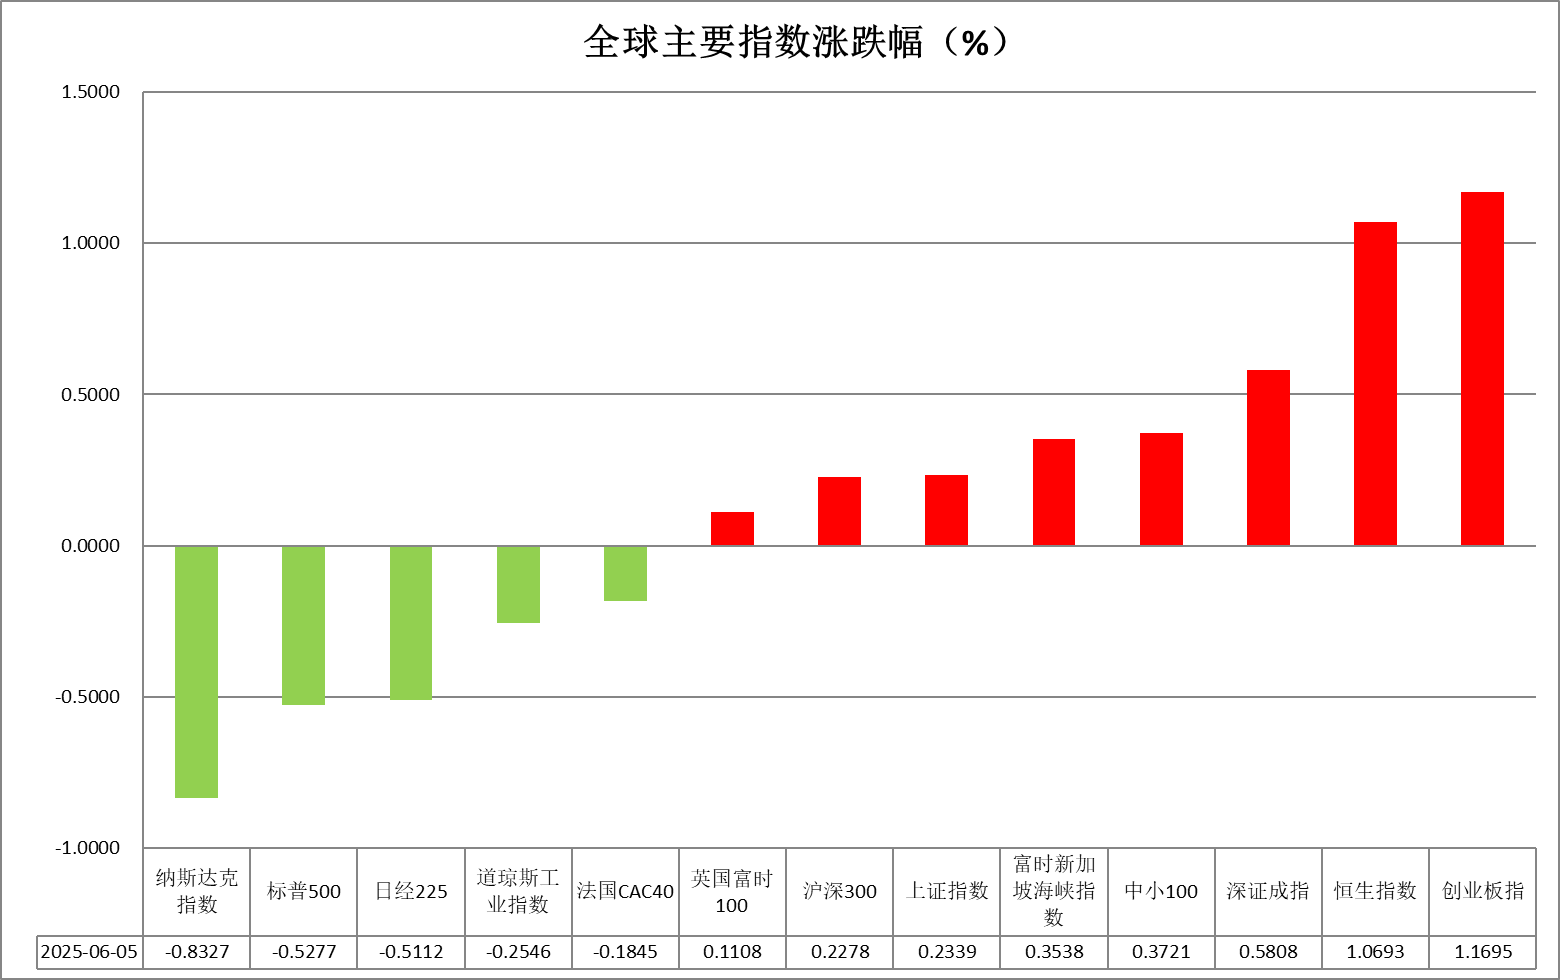 全球主要指数涨跌幅（%）
1.5000
1.0000
0.5000
0.0000
-0.5000
-1.0000
纳斯达克
指数
标普500
日经225
道琼斯工
业指数
法国CAC40
英国富时
100
沪深300
上证指数
富时新加
坡海峡指
数
中小100
深证成指
恒生指数
创业板指
2025-06-05 -0.8327 -0.5277 -0.5112 -0.2546 -0.1845 0.1108 0.2278 0.2339 0.3538 0.3721 0.5808 1.0693 1.1695